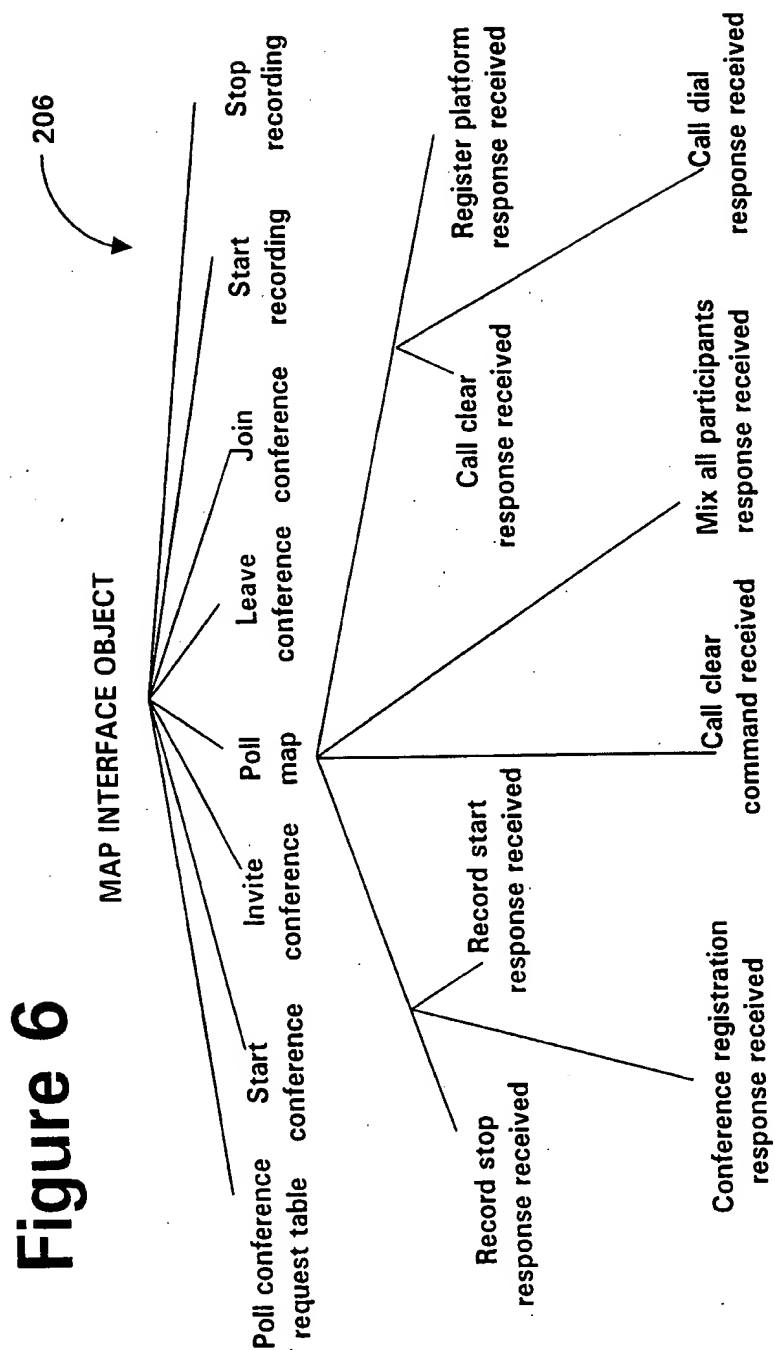 Figure 6
MAP INTERFACE OBJECT
206
Poll conference
request table
Start
conference
Invite
conference
Poll
map
Leave
conference
Join
conference
Start
recording
Stop
recording
Record stop
response received
Record start
response received
Call clear
response received
Register platform
response received
Conference registration
response received
Call clear
command received
Mix all participants
response received
Call dial
response received